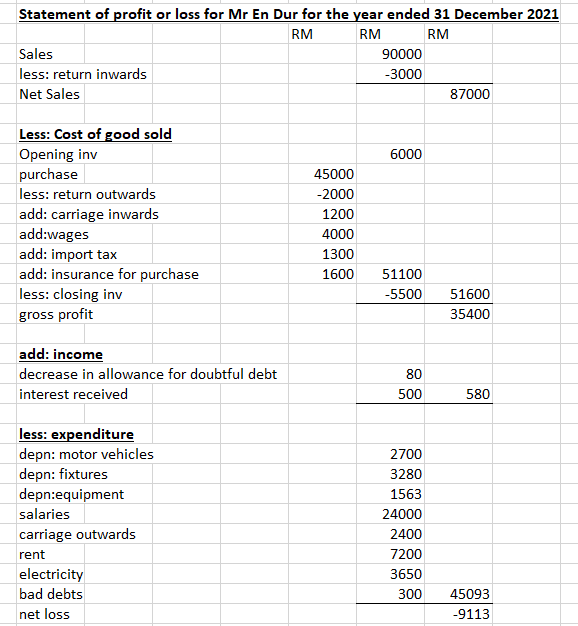 Statement of profit or loss for Mr En Dur for the year ended 31 December 2021
RM RM RM
Sales 90000
less: return inwards -3000
Net Sales 87000
Less: Cost of good sold
Opening inv 6000
purchase 45000
less: return outwards -2000
add: carriage inwards 1200
add:wages 4000
add: import tax 1300
add: insurance for purchase 1600 51100
less: closing inv -5500 51600
gross profit 35400
add: income
decrease in allowance for doubtful debt 80
interest received 500 580
less: expenditure
depn: motor vehicles 2700
depn: fixtures 3280
depn:equipment 1563
salaries 24000
carriage outwards 2400
rent 7200
electricity 3650
bad debts 300 45093
net loss -9113